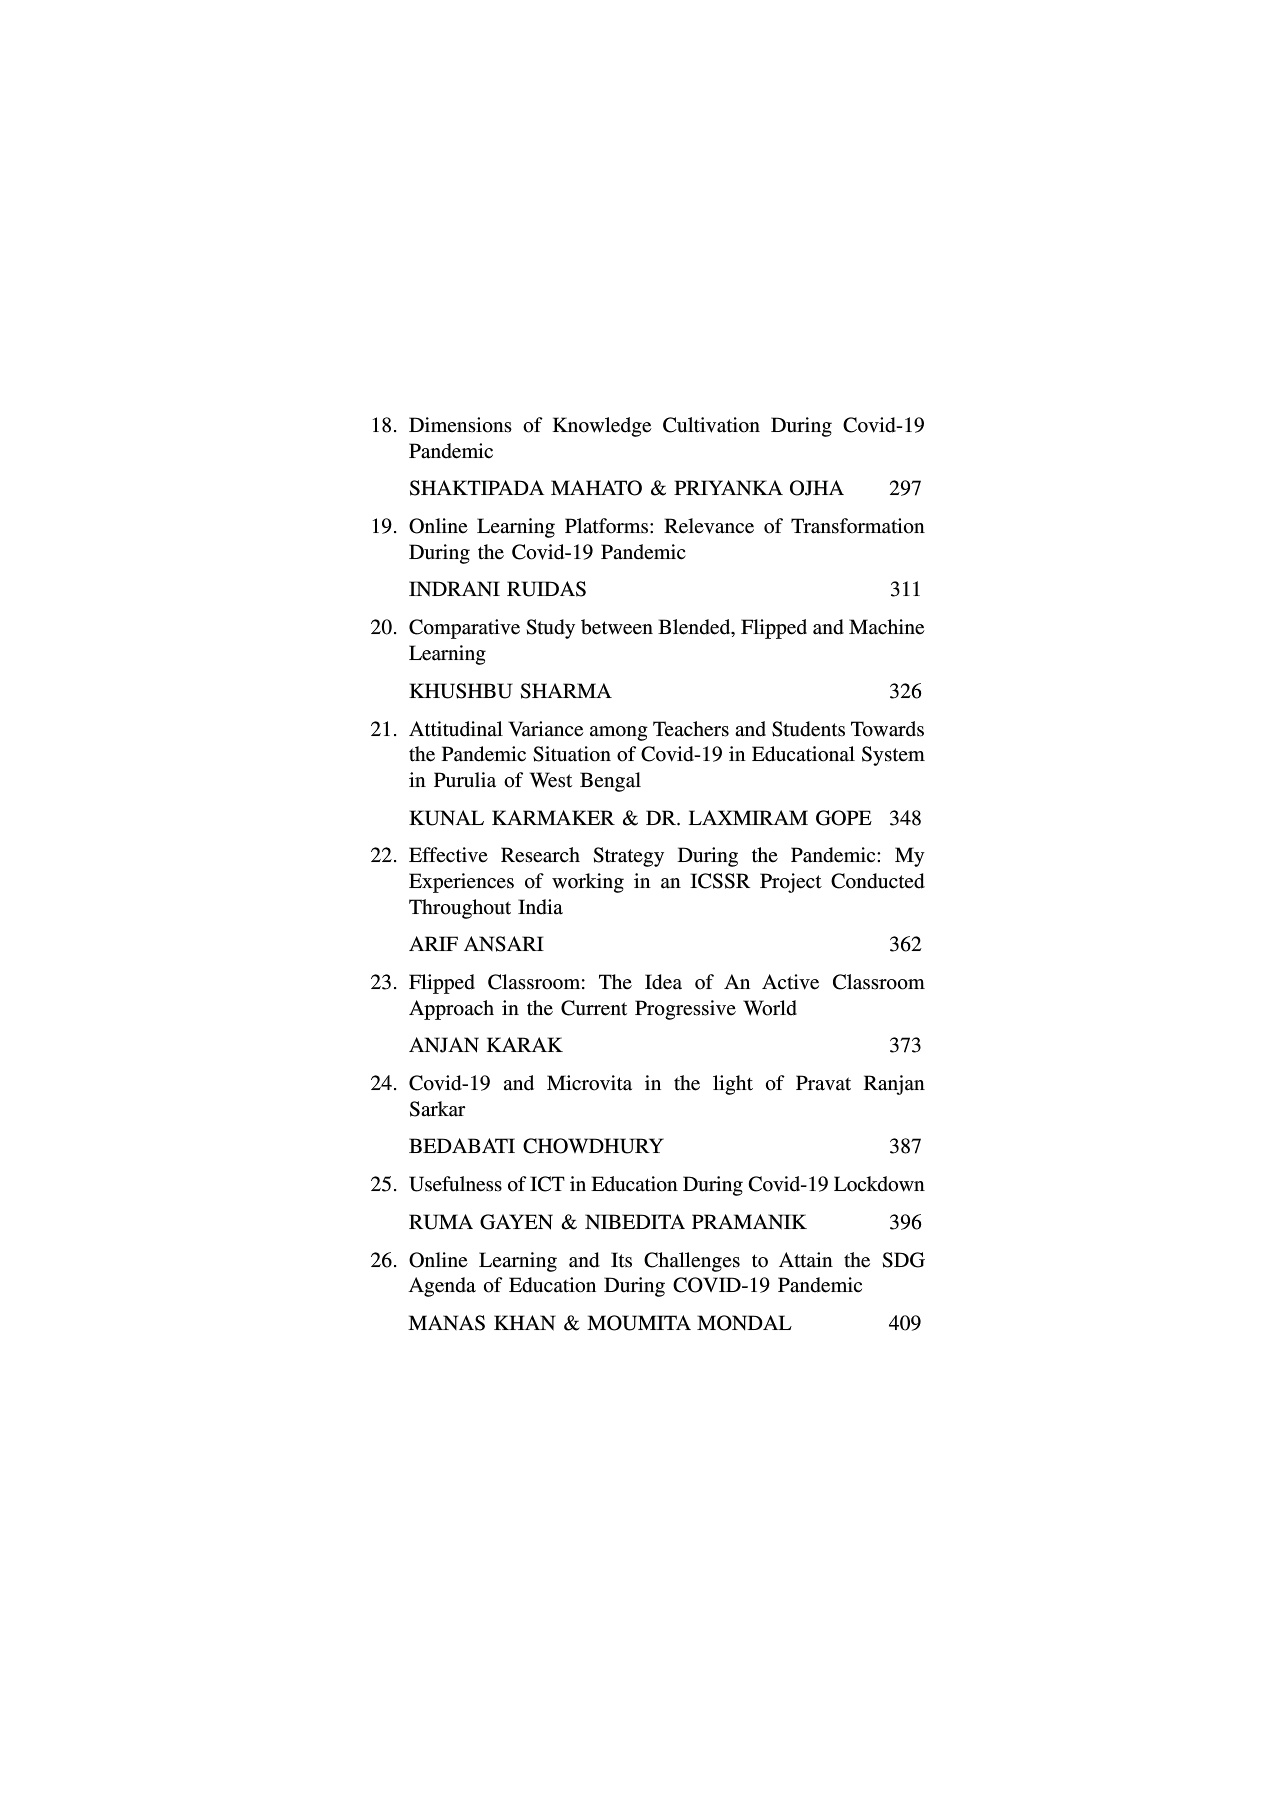 18. Dimensions of Knowledge Cultivation During Covid-19
Pandemic
SHAKTIPADA MAHATO & PRIYANKA OJHA 297
19. Online Learning Platforms: Relevance of Transformation
During the Covid-19 Pandemic
INDRANI RUIDAS 311
20. Comparative Study between Blended, Flipped and Machine
Learning
KHUSHBU SHARMA 326
21. Attitudinal Variance among Teachers and Students Towards
the Pandemic Situation of Covid-19 in Educational System
in Purulia of West Bengal
KUNAL KARMAKER & DR. LAXMIRAM GOPE 348
22. Effective Research Strategy During the Pandemic: My
Experiences of working in an ICSSR Project Conducted
Throughout India
ARIF ANSARI 362
23. Flipped Classroom: The Idea of An Active Classroom
Approach in the Current Progressive World
ANJAN KARAK 373
24. Covid-19 and Microvita in the light of Pravat Ranjan
Sarkar
BEDABATI CHOWDHURY 387
25. Usefulness of ICT in Education During Covid-19 Lockdown
RUMA GAYEN & NIBEDITA PRAMANIK 396
26. Online Learning and Its Challenges to Attain the SDG
Agenda of Education During COVID-19 Pandemic
MANAS KHAN & MOUMITA MONDAL 409